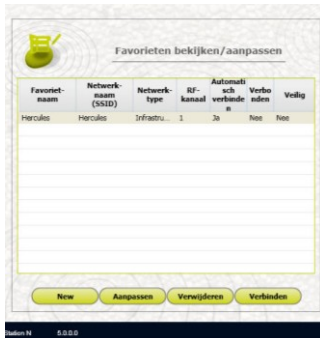 Favorieten bekijken/aanpassen
Favoriet-
naam
Netwerk-
naam
(SSID)
Netwerk-
type
RF-
kanaal
Automati
sch
verbinde
n
Verbo
nden
Veilig
Hercules Hercules Infrastru... 1 Ja Nee Nee
New Aanpassen Verwijderen Verbinden
Station N 5.0.0.0